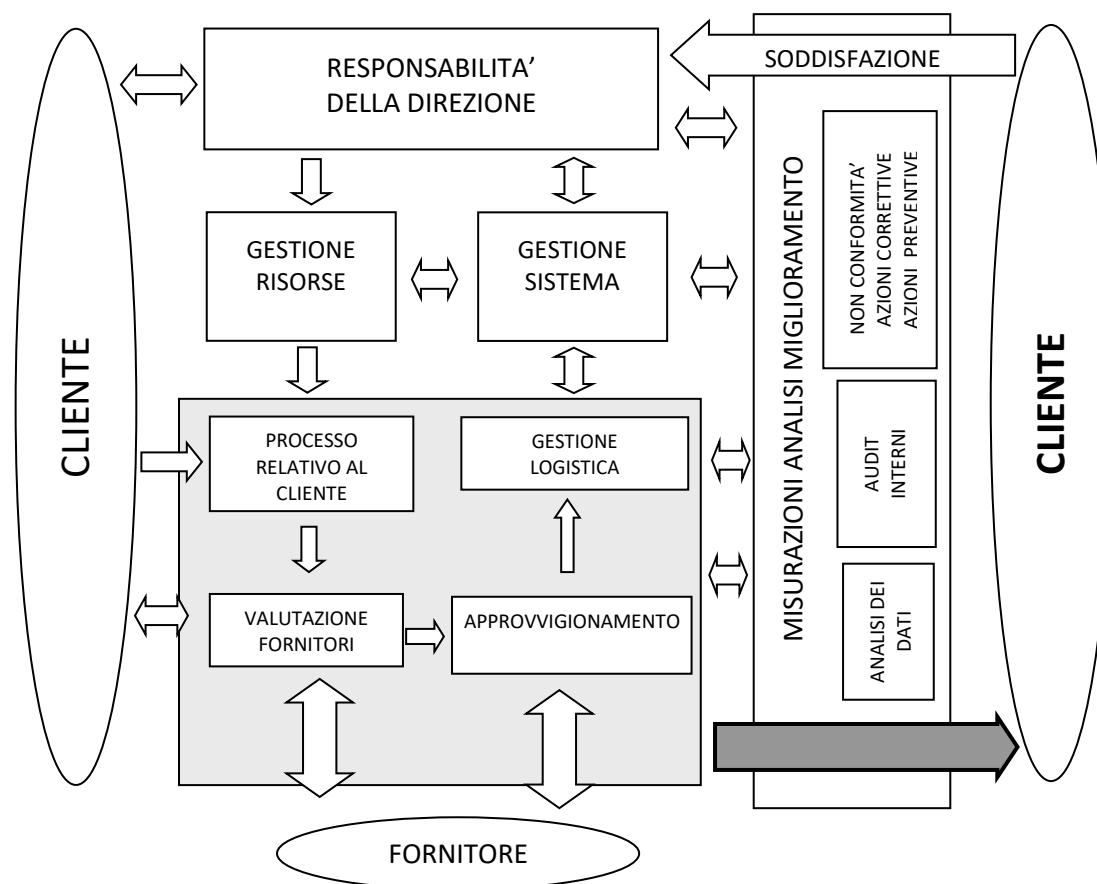 CLIENTE
RESPONSABILITA’
DELLA DIREZIONE
SODDISFAZIONE
GESTIONE
RISORSE
GESTIONE
SISTEMA
PROCESSO
RELATIVO AL
CLIENTE
GESTIONE
LOGISTICA
VALUTAZIONE
FORNITORI
APPROVVIGIONAMENTO
FORNITORE
MISURAZIONI ANALISI MIGLIORAMENTO
NON CONFORMITA’
AZIONI CORRETTIVE
AZIONI PREVENTIVE
AUDIT
INTERNI
ANALISI DEI
DATI
CLIENTE